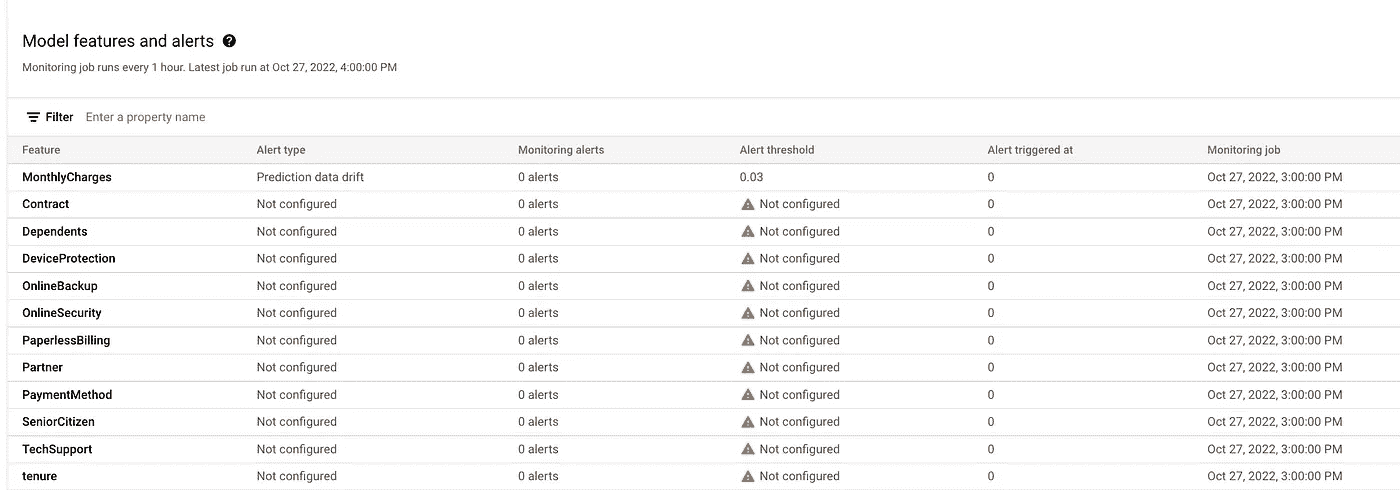 Model features and alerts ?
Monitoring job runs every 1 hour. Latest job run at Oct 27, 2022, 4:00:00 PM
Filter Enter a property name
Feature Alert type Monitoring alerts Alert threshold Alert triggered at Monitoring job
MonthlyCharges Prediction data drift 0 alerts 0.03 0 Oct 27, 2022, 3:00:00 PM
Contract Not configured 0 alerts Not configured 0 Oct 27, 2022, 3:00:00 PM
Dependents Not configured 0 alerts Not configured 0 Oct 27, 2022, 3:00:00 PM
DeviceProtection Not configured 0 alerts Not configured 0 Oct 27, 2022, 3:00:00 PM
OnlineBackup Not configured 0 alerts Not configured 0 Oct 27, 2022, 3:00:00 PM
OnlineSecurity Not configured 0 alerts Not configured 0 Oct 27, 2022, 3:00:00 PM
PaperlessBilling Not configured 0 alerts Not configured 0 Oct 27, 2022, 3:00:00 PM
Partner Not configured 0 alerts Not configured 0 Oct 27, 2022, 3:00:00 PM
PaymentMethod Not configured 0 alerts Not configured 0 Oct 27, 2022, 3:00:00 PM
SeniorCitizen Not configured 0 alerts Not configured 0 Oct 27, 2022, 3:00:00 PM
TechSupport Not configured 0 alerts Not configured 0 Oct 27, 2022, 3:00:00 PM
tenure Not configured 0 alerts Not configured 0 Oct 27, 2022, 3:00:00 PM